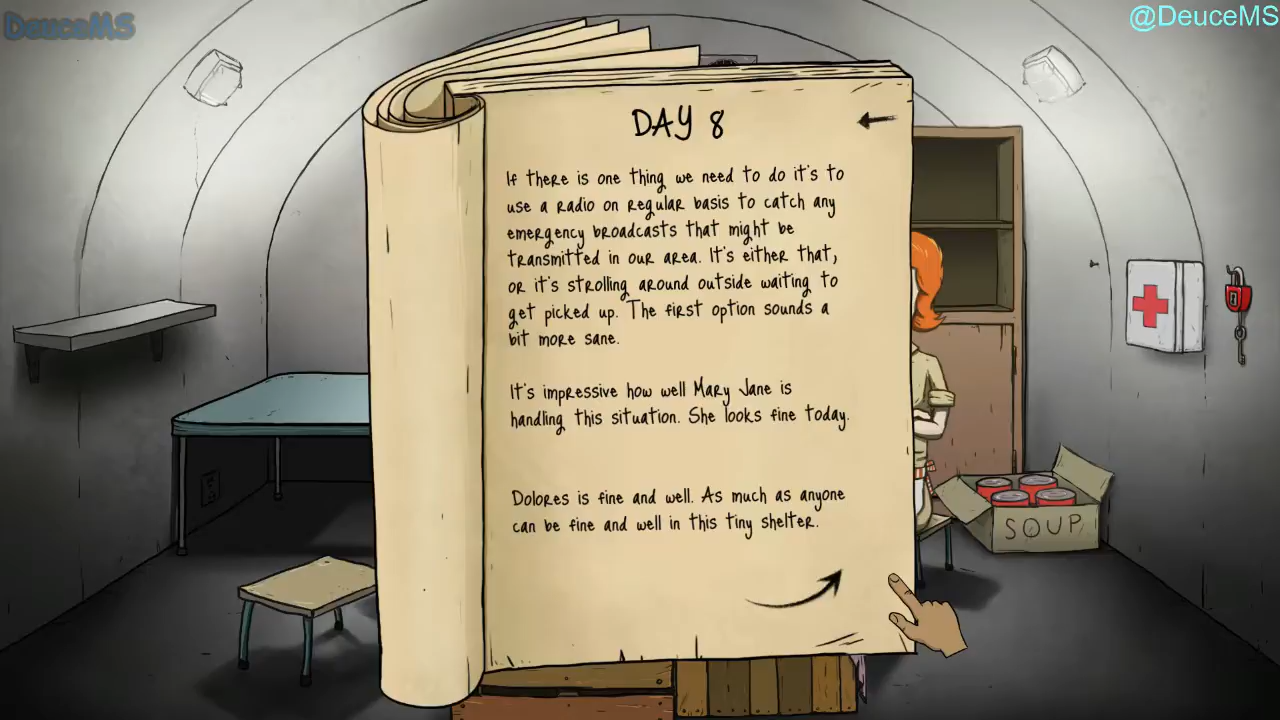 DeuceMS
@DeuceMS
DAY 8
If there is one thing we need to do it's to
use a radio on regular basis to catch any
emergency broadcasts that might be
transmitted in our area. It's either that,
or it's strolling around outside waiting to
get picked up. The first option sounds a
bit more sane.
It's impressive how well Mary Jane is
handling this situation. She looks fine today.
Dolores is fine and well. As much as anyone
can be fine and well in this tiny shelter.
SOUP